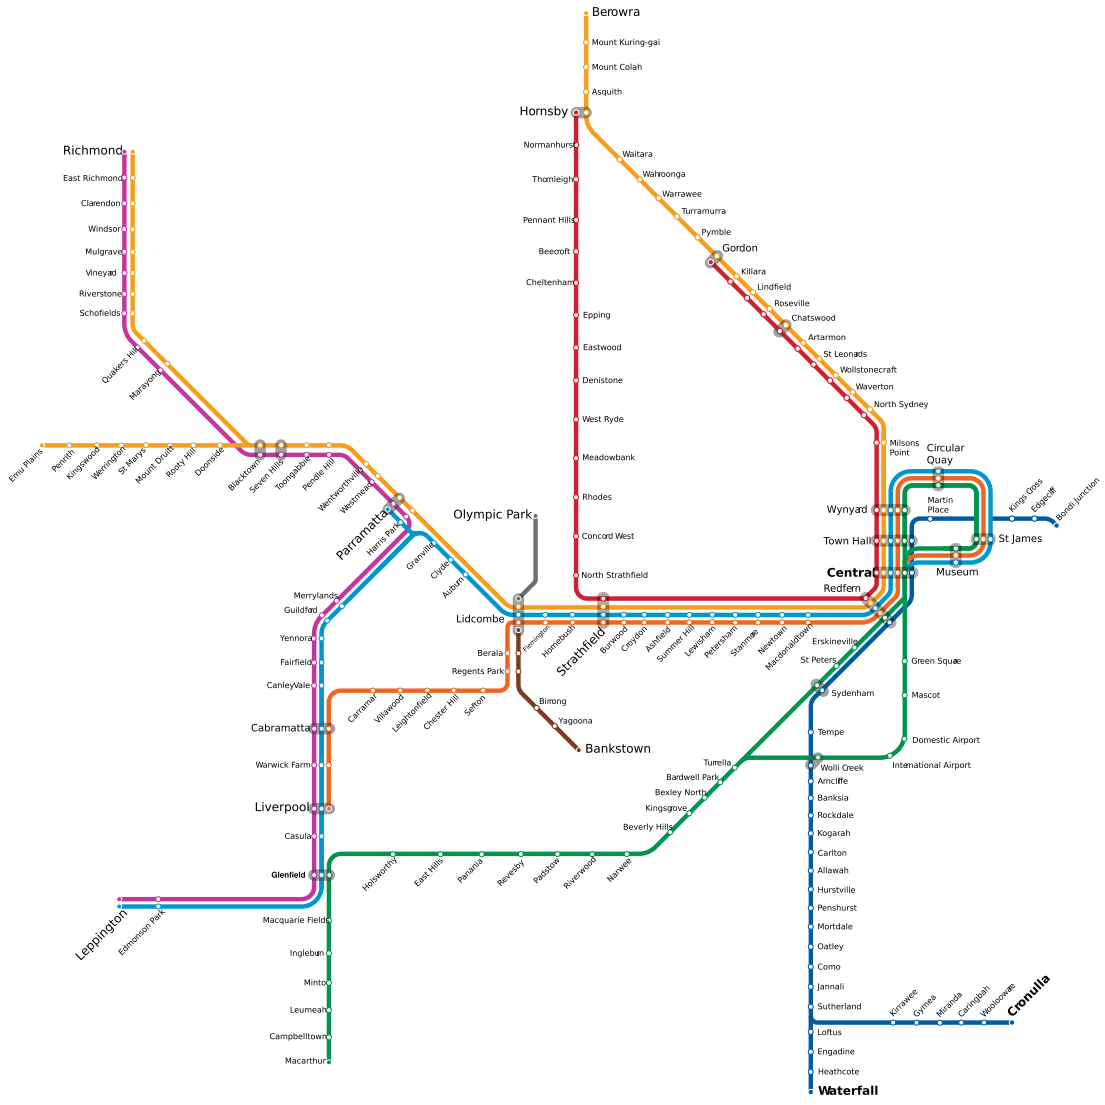 Berowra
Mount Kuring-gai
Mount Colah
Asquith
Hornsby
Normanhurst
Thornleigh
Pennant Hills
Beecroft
Cheltenham
Epping
Eastwood
Denistone
West Ryde
Meadowbank
Rhodes
Concord West
North Strathfield
Waitara
Wahroonga
Warrawee
Turramurra
Pymble
Gordon
Killara
Lindfield
Roseville
Chatswood
Artarmon
St Leonards
Wollstonecraft
Waverton
North Sydney
Milsons
Point
Circular
Quay
Wynyard
Martin
Place
Kings Cross
Edgecliff
Bondi Junction
Town Hall
St James
Central
Museum
Redfern
Richmond
East Richmond
Clarendon
Windsor
Mulgrave
Vineyard
Riverstone
Schofields
Quakers Hill
Marayong
Emu Plains
Penrith
Kingswood
Werrington
St Marys
Mount Druitt
Rooty Hill
Doonside
Blacktown
Seven Hills
Toongabbie
Pendle Hill
Wentworthville
Westmead
Parramatta
Harris Park
Granville
Clyde
Auburn
Olympic Park
Lidcombe
Flemington
Homebush
Strathfield
Burwood
Croydon
Ashfield
Summer Hill
Lewisham
Petersham
Stanmore
Newtown
Macdonaldtown
Merrylands
Guildford
Yennora
Fairfield
CanleyVale
Cabramatta
Warwick Farm
Liverpool
Casula
Glenfield
Leppington
Edmonson Park
Berala
Regents Park
Carramar
Villawood
Leightonfield
Chester Hill
Sefton
Birrong
Yagoona
Bankstown
Erskineville
St Peters
Sydenham
Green Square
Mascot
Domestic Airport
International Airport
Tempe
Wolli Creek
Turrella
Bardwell Park
Bexley North
Kingsgrove
Beverly Hills
Holsworthy
East Hills
Panania
Revesby
Padstow
Riverwood
Narwee
Macquarie Fields
Ingleburn
Minto
Leumeah
Campbelltown
Macarthur
Arncliffe
Banksia
Rockdale
Kogarah
Carlton
Allawah
Hurstville
Penshurst
Mortdale
Oatley
Como
Jannali
Sutherland
Kirrawee
Gymea
Miranda
Caringbah
Woolooware
Cronulla
Loftus
Engadine
Heathcote
Waterfall